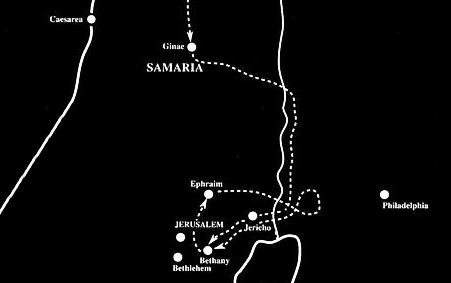 Caesarea
Ginae
SAMARIA
Ephraim
Philadelphia
JERUSALEM
Jericho
Bethany
Bethlehem